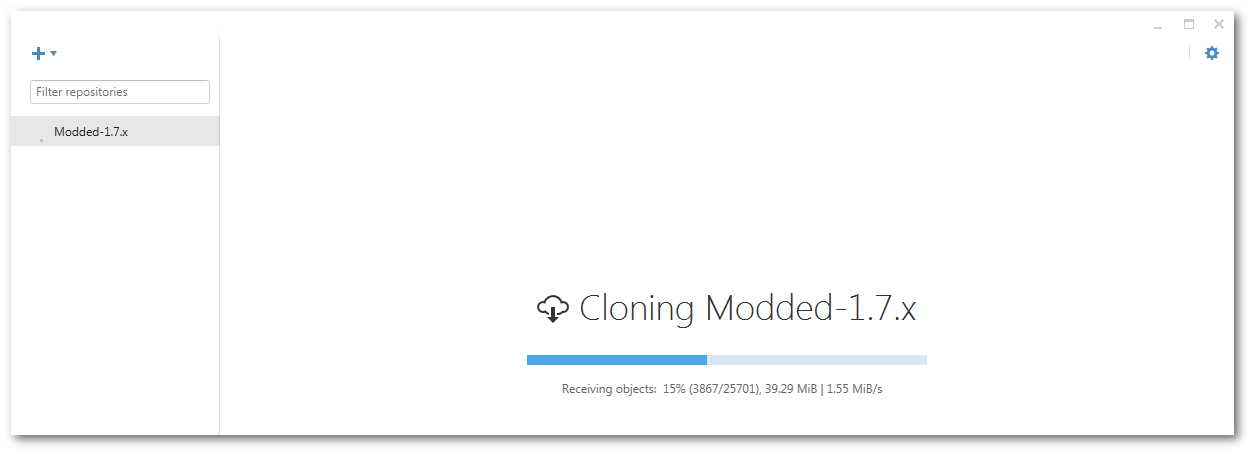 Filter repositories
Modded-1.7.x
Cloning Modded-1.7.x
Receiving objects:  15% (3867/25701), 39.29 MiB | 1.55 MiB/s